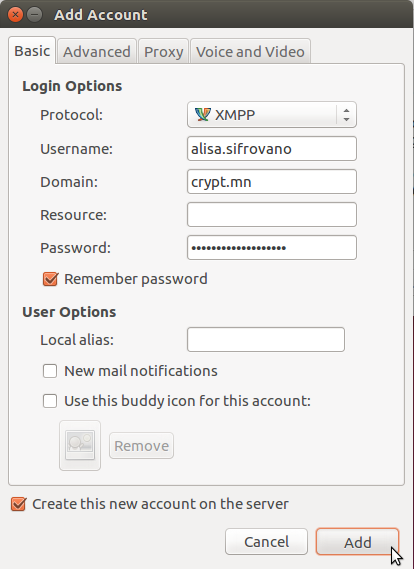 Add Account
Basic Advanced Proxy Voice and Video
Login Options
Protocol: XMPP
Username: alisa.sifrovano
Domain: crypt.mn
Resource:
Password: •••••••••••••••••••
Remember password
User Options
Local alias:
New mail notifications
Use this buddy icon for this account:
Remove
Create this new account on the server
Cancel Add